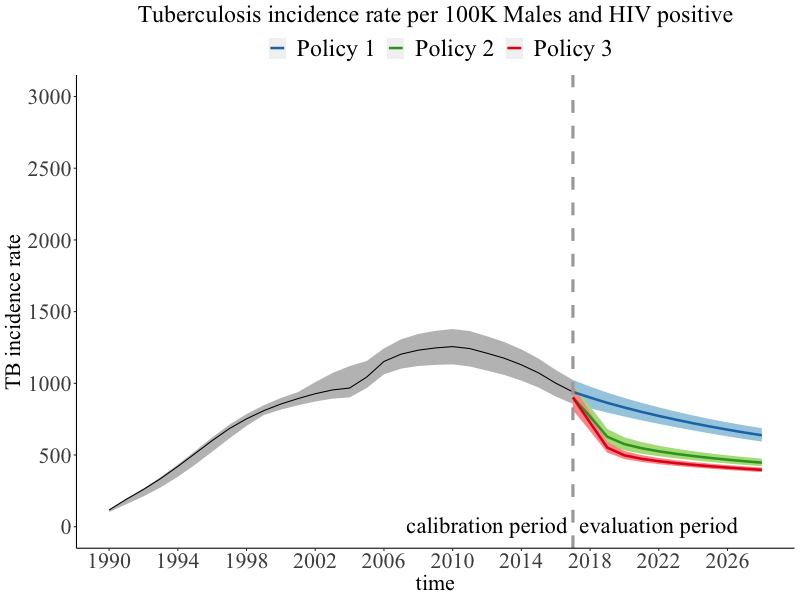 Tuberculosis incidence rate per 100K Males and HIV positive
Policy 1 Policy 2 Policy 3
TB incidence rate
3000
2500
2000
1500
1000
500
0
calibration period evaluation period
1990 1994 1998 2002 2006 2010 2014 2018 2022 2026
time